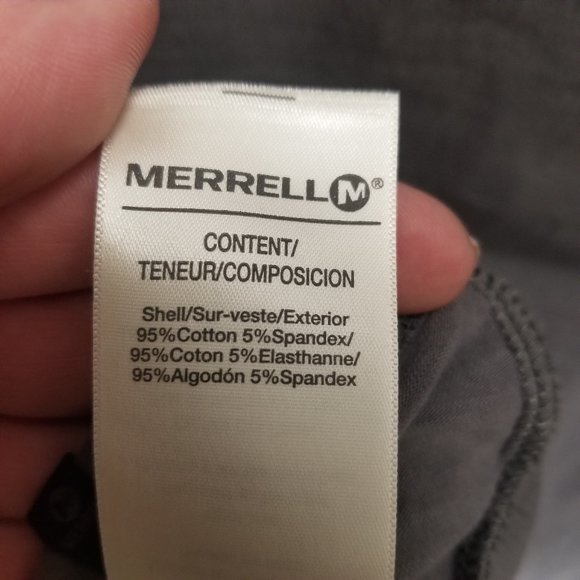 MERRELL M®
CONTENT/
TENEUR/COMPOSICION
Shell/Sur-veste/Exterior
95%Cotton 5%Spandex/
95%Coton 5%Elasthanne/
95%Algodón 5%Spandex